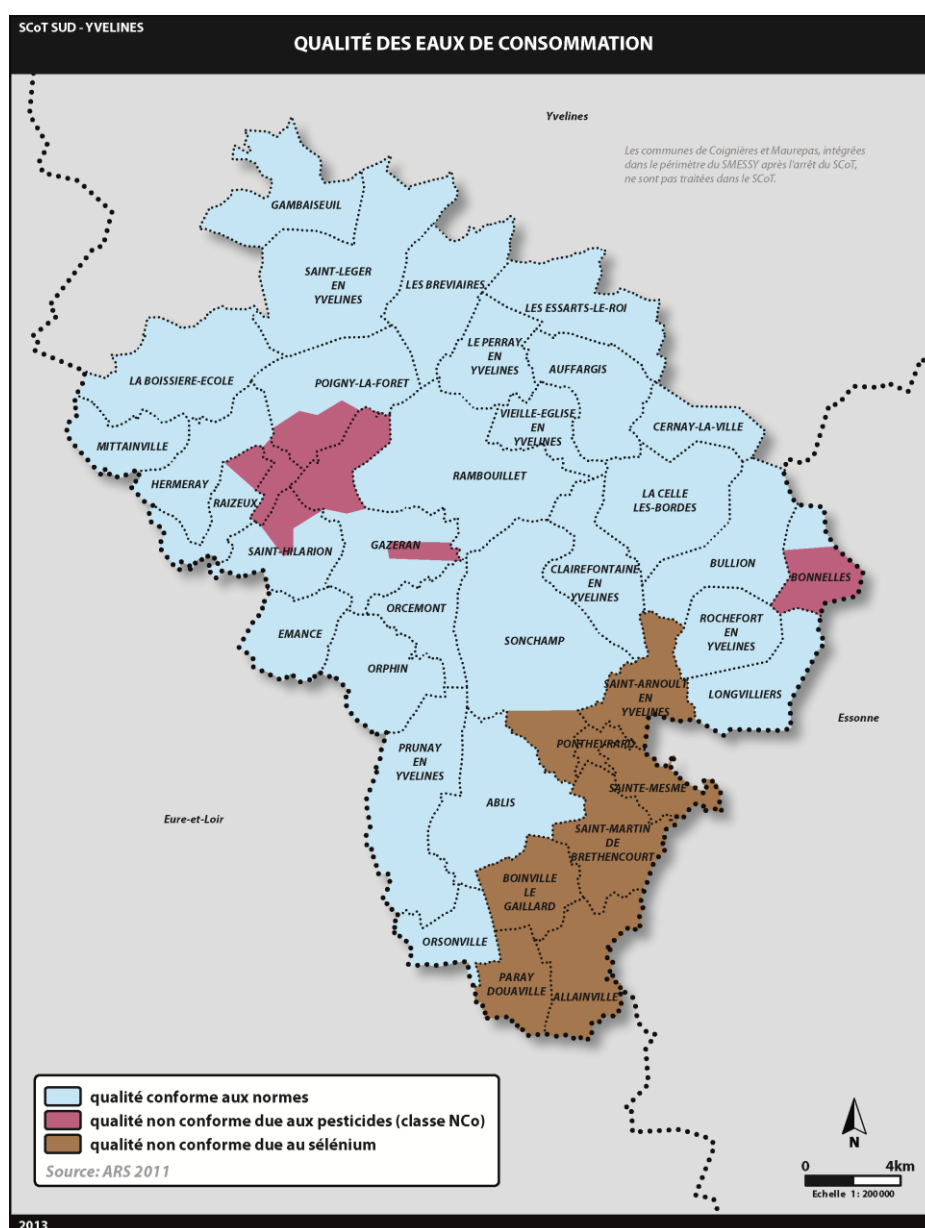 SCoT SUD - YVELINES
QUALITÉ DES EAUX DE CONSOMMATION
Yvelines
Les communes de Coignières et Maurepas, intégrées
dans le périmètre du SMESSY après l'arrêt du SCoT,
ne sont pas traitées dans le SCoT.
GAMBAISEUIL
SAINT-LEGER
EN
YVELINES
LES BREVIAIRES
LES ESSARTS-LE-ROI
LE PERRAY
EN
YVELINES
AUFFARGIS
LA BOISSIERE-ECOLE
POIGNY-LA-FORET
VIEILLE-EGLISE
EN
YVELINES
CERNAY-LA-VILLE
MITTAINVILLE
HERMERAY
RAIZEUX
RAMBOUILLET
LA CELLE
LES-BORDES
SAINT-HILARION
GAZERAN
CLAIREFONTAINE
EN
YVELINES
BULLION
BONNELLES
EMANCE
ORCEMONT
SONCHAMP
ROCHEFORT
EN
YVELINES
ORPHIN
SAINT-ARNOULT
EN
YVELINES
LONGVILLIERS
Essonne
PRUNAY
EN
YVELINES
PONTHEVRARD
ABLIS
SAINTE-MESME
Eure-et-Loir
SAINT-MARTIN
DE
BRETHENCOURT
BOINVILLE
LE
GAILLARD
ORSONVILLE
PARAY
DOUAVILLE
ALLAINVILLE
qualité conforme aux normes
qualité non conforme due aux pesticides (classe NCo)
qualité non conforme due au sélénium
Source: ARS 2011
N
0 4km
Echelle 1 : 200 000
2013